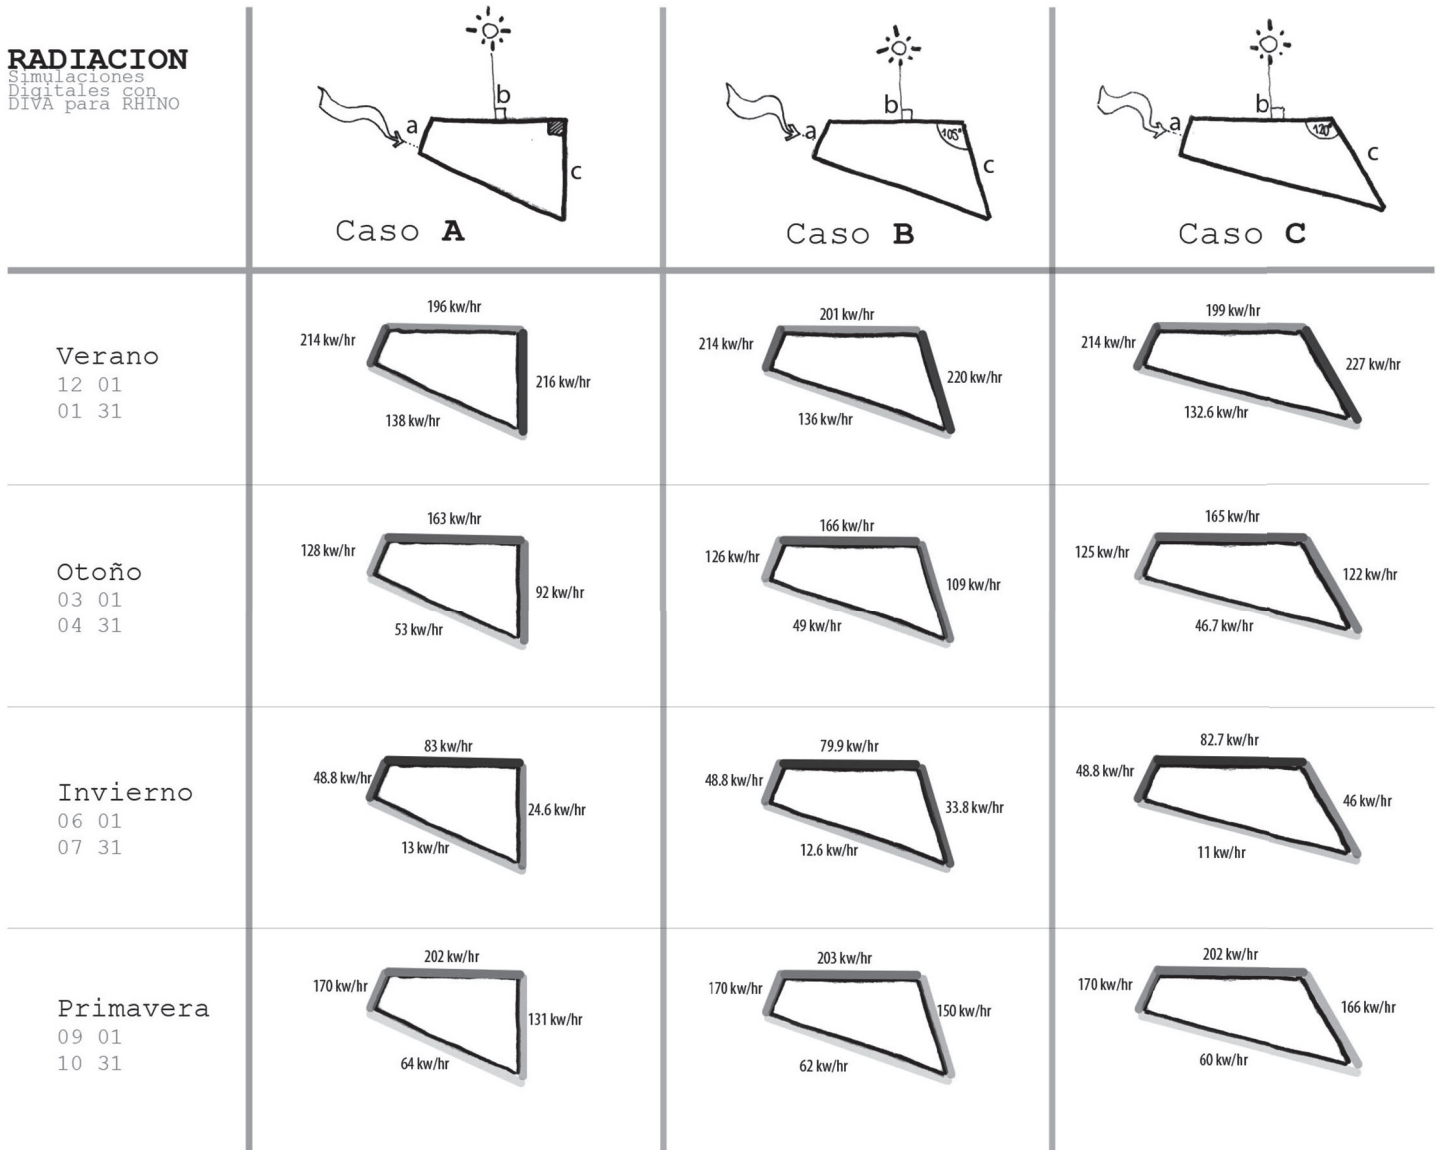 RADIACION
Simulaciones
Digitales con
DIVA para RHINO
a
b
c
Caso A
a
b
105°
c
Caso B
a
b
120°
c
Caso C
Verano
12 01
01 31
196 kw/hr
214 kw/hr
216 kw/hr
138 kw/hr
201 kw/hr
214 kw/hr
220 kw/hr
136 kw/hr
199 kw/hr
214 kw/hr
227 kw/hr
132.6 kw/hr
Otoño
03 01
04 31
163 kw/hr
128 kw/hr
92 kw/hr
53 kw/hr
166 kw/hr
126 kw/hr
109 kw/hr
49 kw/hr
165 kw/hr
125 kw/hr
122 kw/hr
46.7 kw/hr
Invierno
06 01
07 31
83 kw/hr
48.8 kw/hr
24.6 kw/hr
13 kw/hr
79.9 kw/hr
48.8 kw/hr
33.8 kw/hr
12.6 kw/hr
82.7 kw/hr
48.8 kw/hr
46 kw/hr
11 kw/hr
Primavera
09 01
10 31
202 kw/hr
170 kw/hr
131 kw/hr
64 kw/hr
203 kw/hr
170 kw/hr
150 kw/hr
62 kw/hr
202 kw/hr
170 kw/hr
166 kw/hr
60 kw/hr